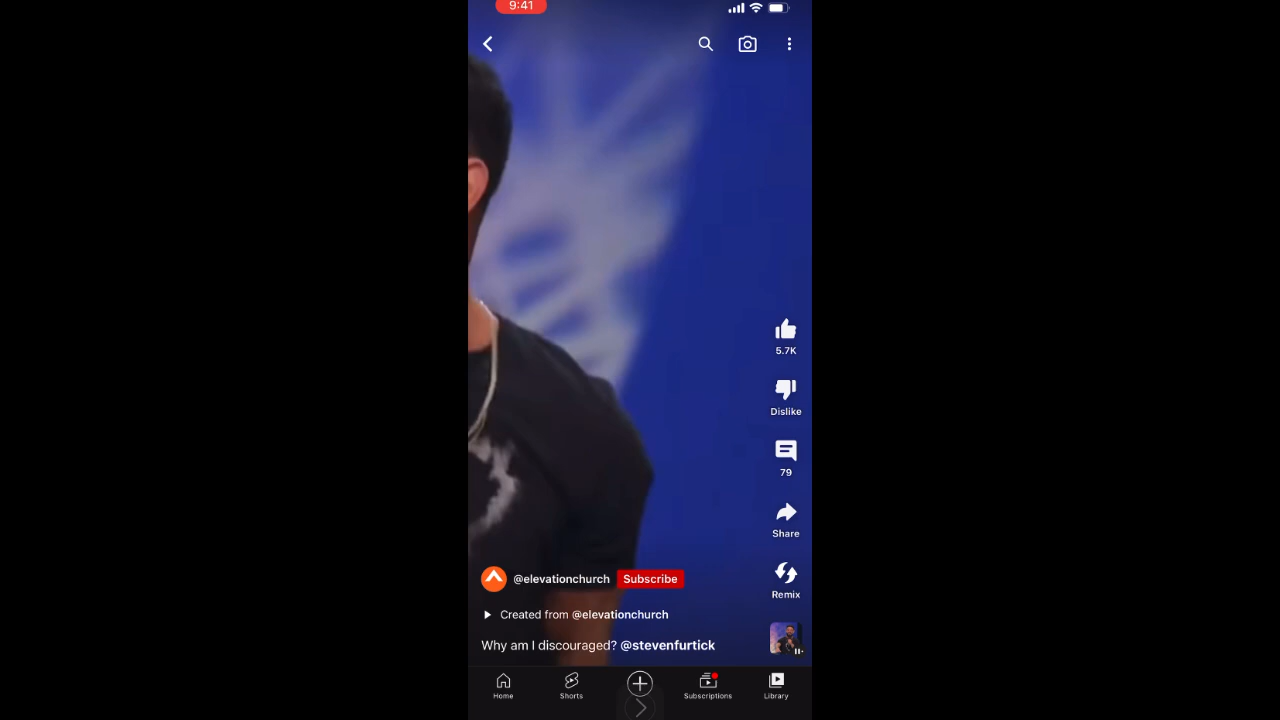 9:41
5.7K
Dislike
79
Share
Remix
@elevationchurch Subscribe
Created from @elevationchurch
Why am I discouraged? @stevenfurtick
Home Shorts Subscriptions Library